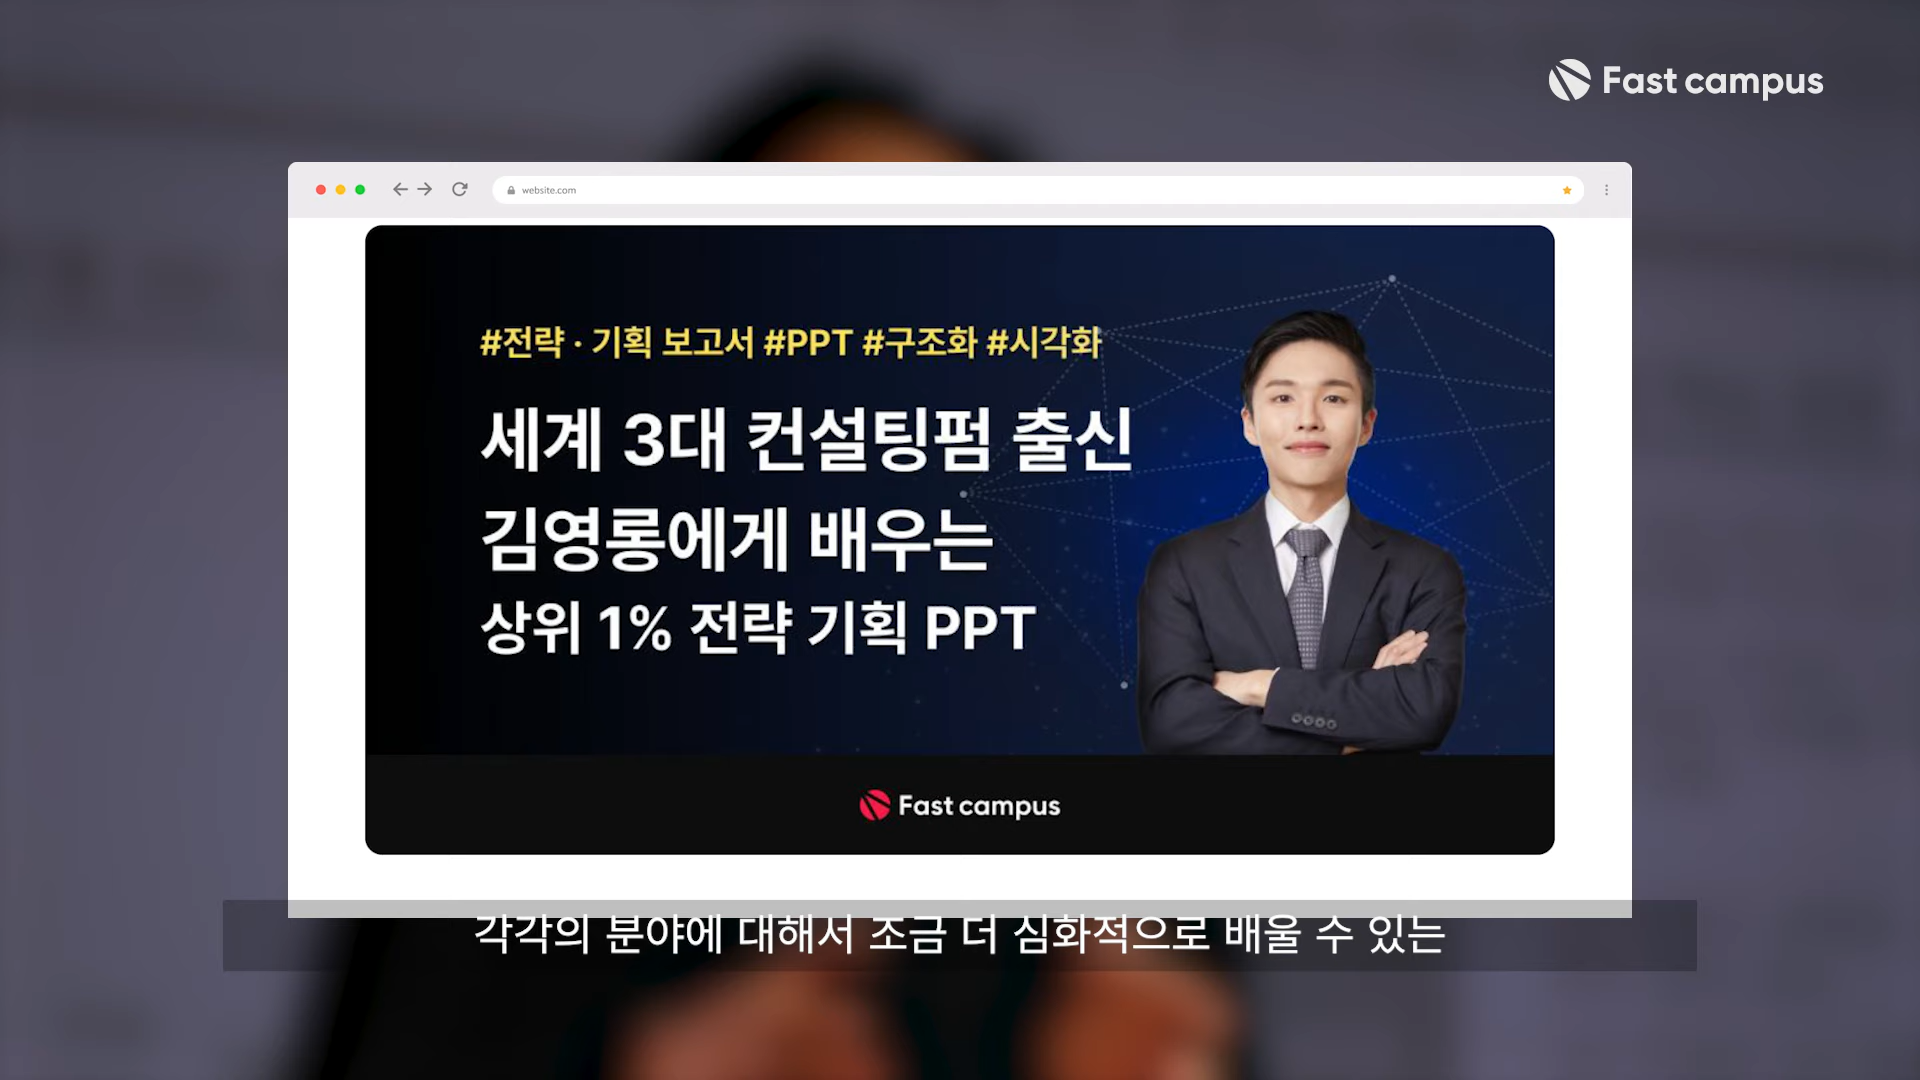 Fast campus
website.com
#전략 · 기획 보고서 #PPT #구조화 #시각화
세계 3대 컨설팅펌 출신
김영롱에게 배우는
상위 1% 전략 기획 PPT
Fast campus
각각의 분야에 대해서 조금 더 심화적으로 배울 수 있는